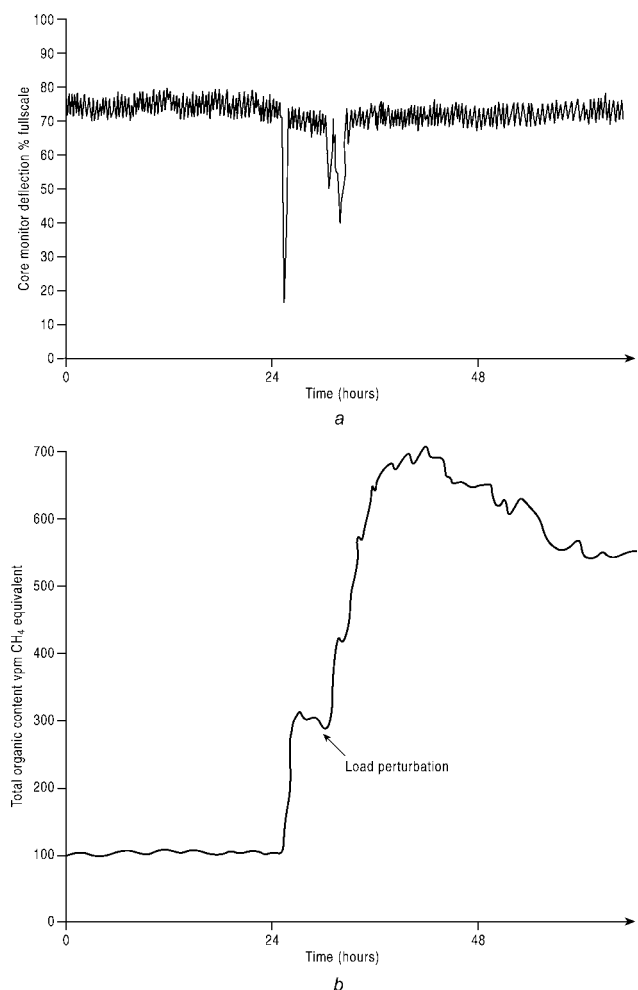 100
90
80
70
60
50
40
30
20
10
0
Core monitor deflection % fullscale
0 24 48
Time (hours)
a
700
600
500
400
300
200
100
0
Total organic content vpm CH₄ equivalent
Load perturbation
0 24 48
Time (hours)
b